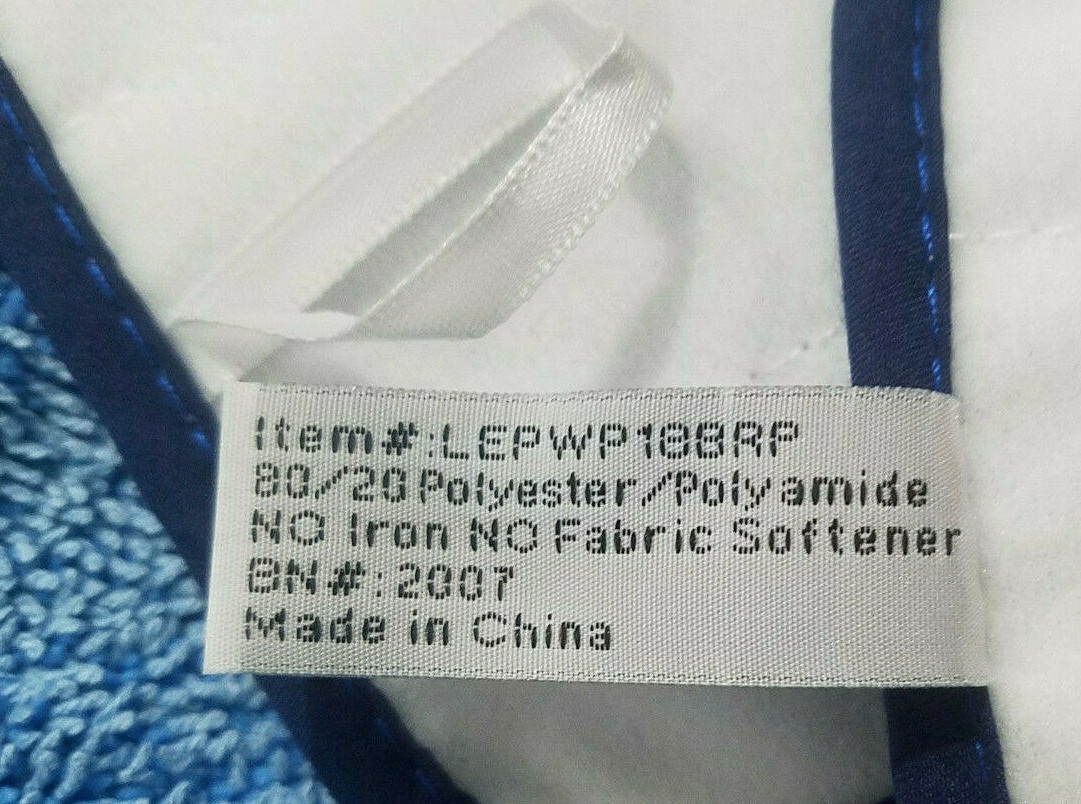 Item#:LEPWP188RP
80/20 Polyester/Polyamide
NO Iron NO Fabric Softener
BN#:2007
Made in China